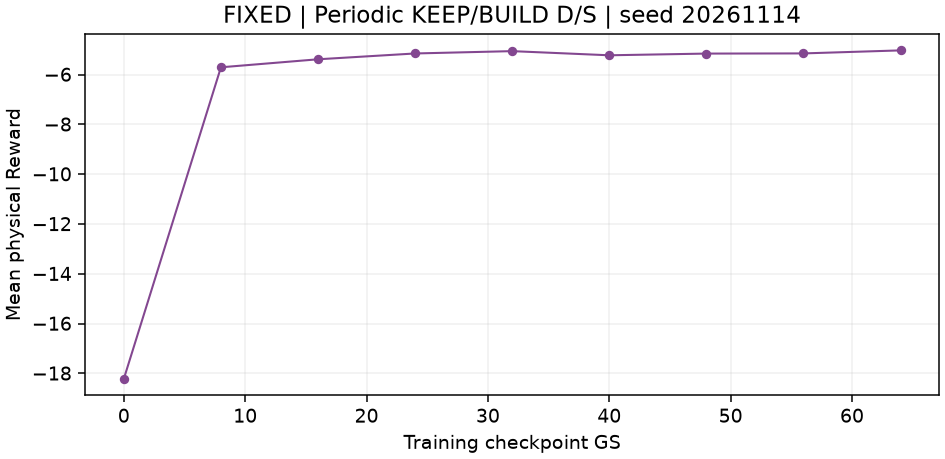 FIXED | Periodic KEEP/BUILD D/S | seed 20261114
Mean physical Reward
−6
−8
−10
−12
−14
−16
−18
0 10 20 30 40 50 60
Training checkpoint GS